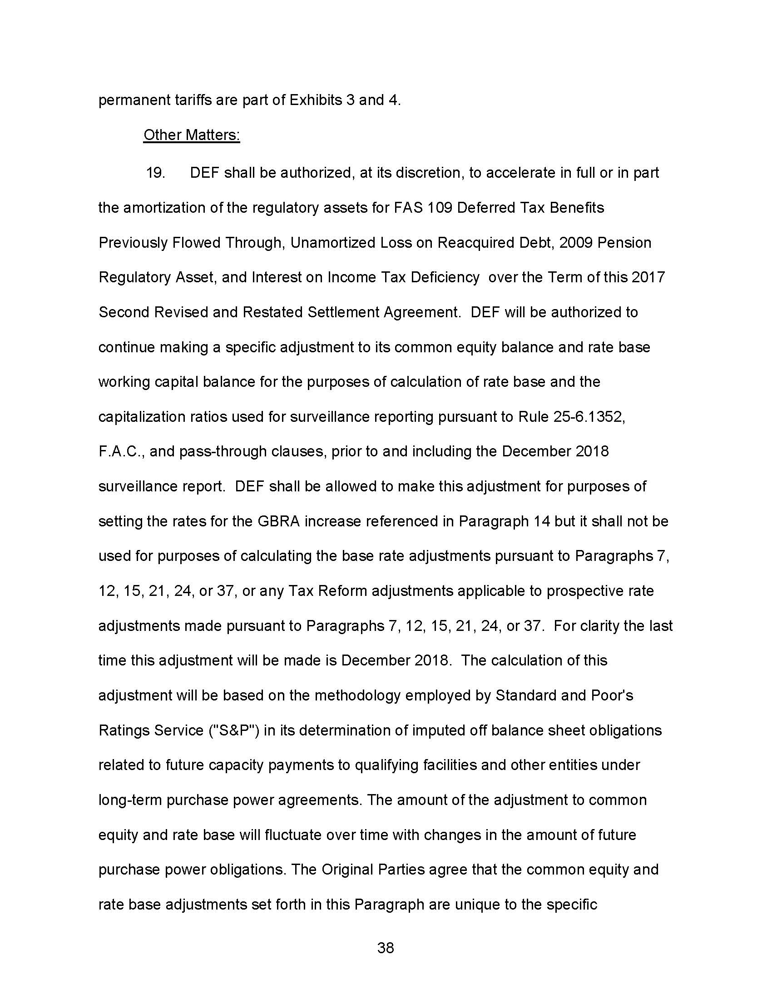 permanent tariffs are part of Exhibits 3 and 4.
Other Matters:
19. DEF shall be authorized, at its discretion, to accelerate in full or in part
the amortization of the regulatory assets for FAS 109 Deferred Tax Benefits
Previously Flowed Through, Unamortized Loss on Reacquired Debt, 2009 Pension
Regulatory Asset, and Interest on Income Tax Deficiency  over the Term of this 2017
Second Revised and Restated Settlement Agreement.  DEF will be authorized to
continue making a specific adjustment to its common equity balance and rate base
working capital balance for the purposes of calculation of rate base and the
capitalization ratios used for surveillance reporting pursuant to Rule 25-6.1352,
F.A.C., and pass-through clauses, prior to and including the December 2018
surveillance report.  DEF shall be allowed to make this adjustment for purposes of
setting the rates for the GBRA increase referenced in Paragraph 14 but it shall not be
used for purposes of calculating the base rate adjustments pursuant to Paragraphs 7,
12, 15, 21, 24, or 37, or any Tax Reform adjustments applicable to prospective rate
adjustments made pursuant to Paragraphs 7, 12, 15, 21, 24, or 37.  For clarity the last
time this adjustment will be made is December 2018.  The calculation of this
adjustment will be based on the methodology employed by Standard and Poor's
Ratings Service ("S&P") in its determination of imputed off balance sheet obligations
related to future capacity payments to qualifying facilities and other entities under
long-term purchase power agreements. The amount of the adjustment to common
equity and rate base will fluctuate over time with changes in the amount of future
purchase power obligations. The Original Parties agree that the common equity and
rate base adjustments set forth in this Paragraph are unique to the specific
38